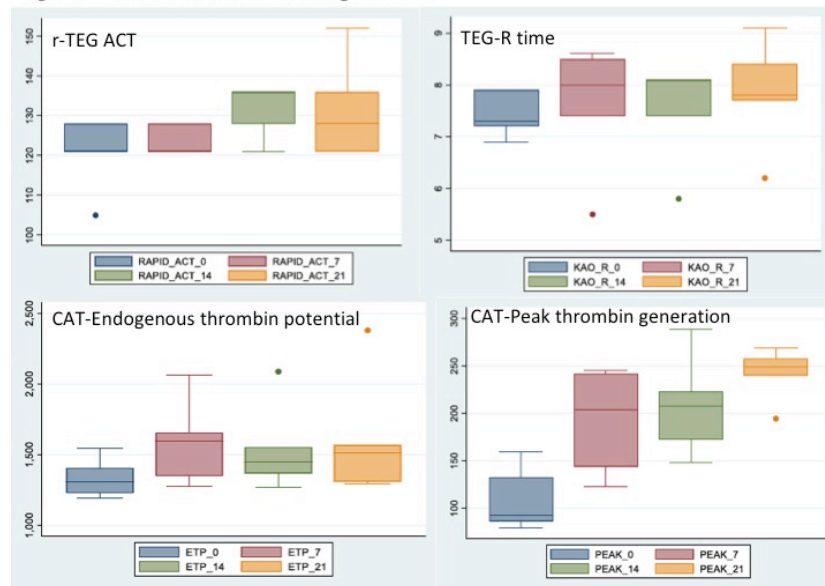 r-TEG ACT
150
140
130
120
110
100
RAPID_ACT_0 RAPID_ACT_7
RAPID_ACT_14 RAPID_ACT_21
TEG-R time
9
8
7
6
5
KAO_R_0 KAO_R_7
KAO_R_14 KAO_R_21
CAT-Endogenous thrombin potential
2,500
2,000
1,500
1,000
ETP_0 ETP_7
ETP_14 ETP_21
CAT-Peak thrombin generation
300
250
200
150
100
PEAK_0 PEAK_7
PEAK_14 PEAK_21